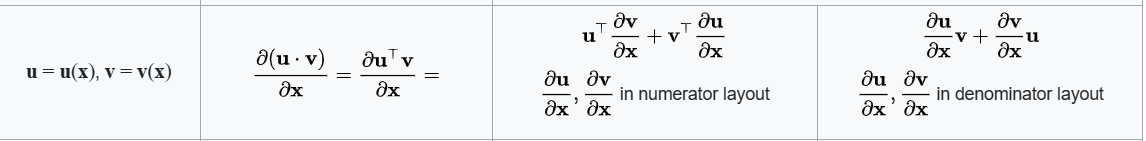 u = u(x), v = v(x)
∂(u · v)/∂x = ∂u⊤v/∂x =
u⊤ ∂v/∂x + v⊤ ∂u/∂x
∂u/∂x, ∂v/∂x in numerator layout
∂u/∂x v + ∂v/∂x u
∂u/∂x, ∂v/∂x in denominator layout